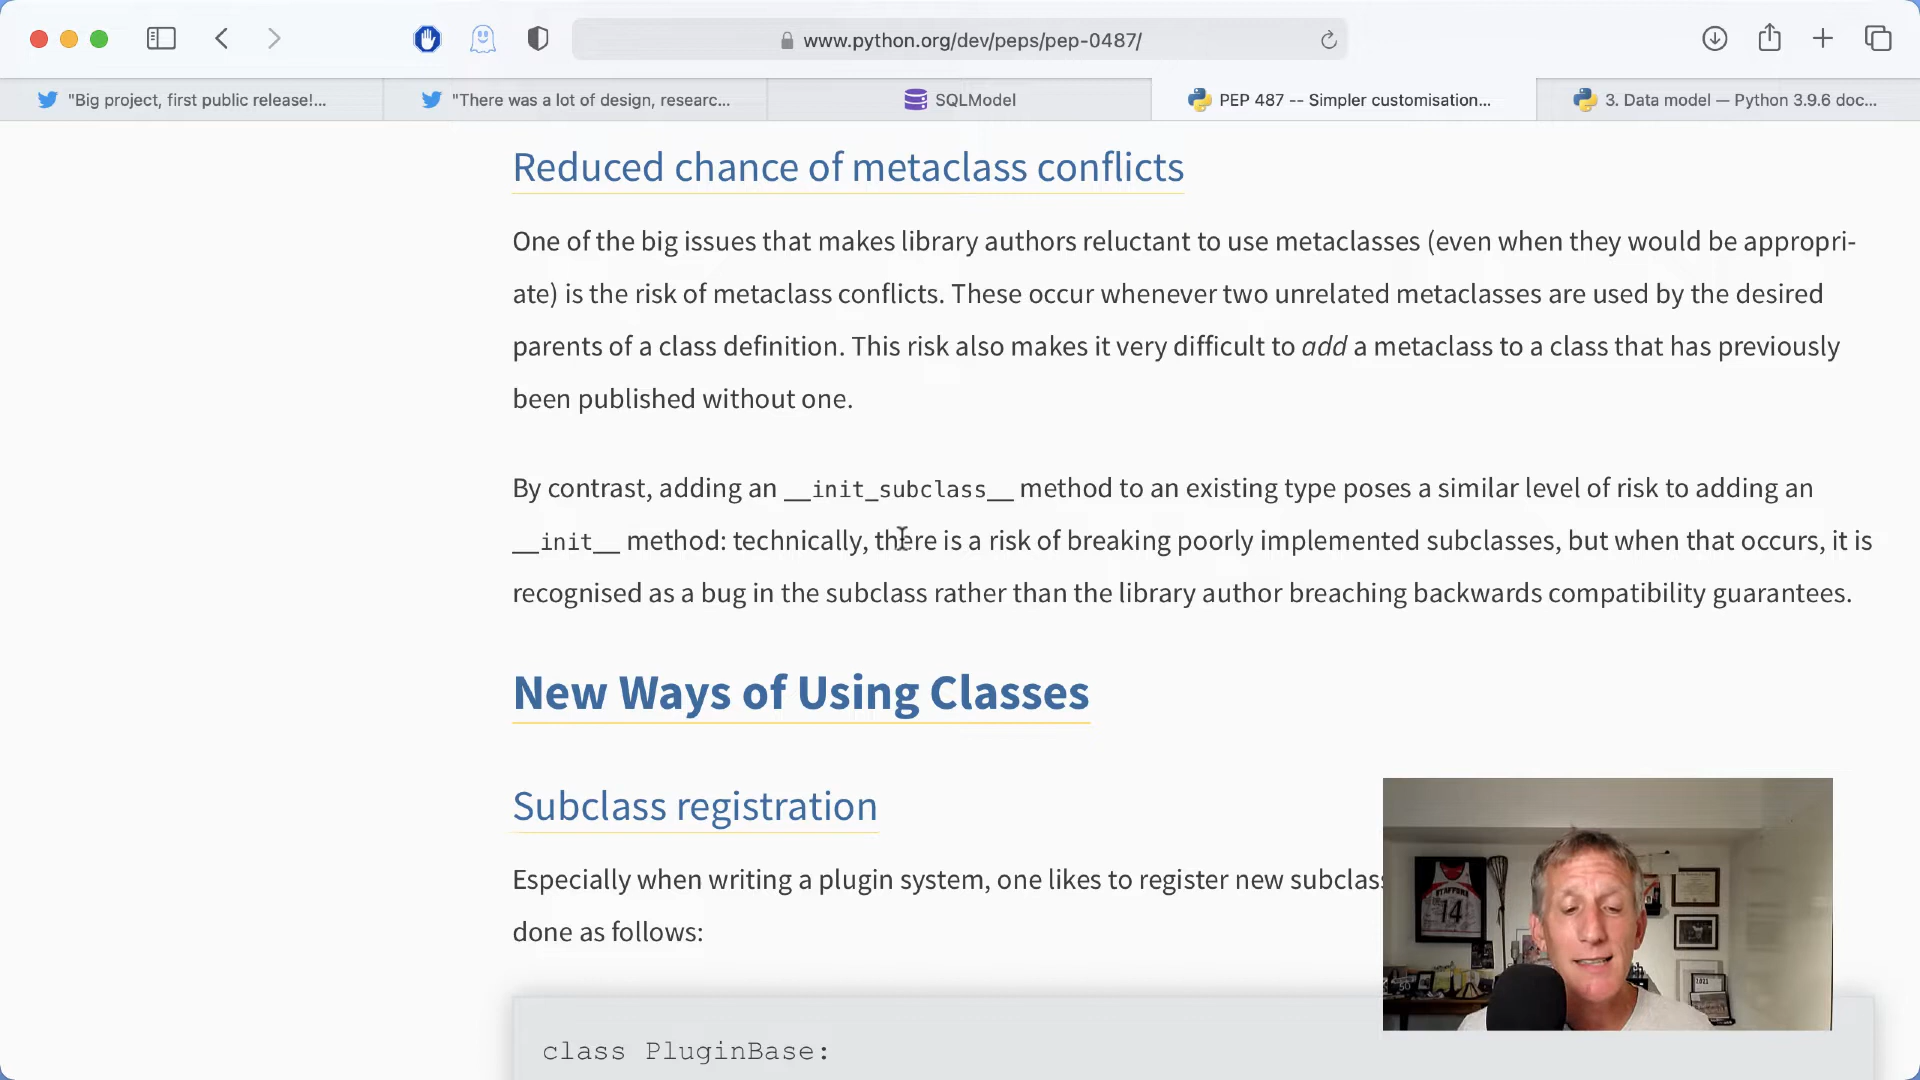 www.python.org/dev/peps/pep-0487/
"Big project, first public release!...
"There was a lot of design, researc...
SQLModel
PEP 487 -- Simpler customisation...
3. Data model — Python 3.9.6 doc...
Reduced chance of metaclass conflicts
One of the big issues that makes library authors reluctant to use metaclasses (even when they would be appropri-
ate) is the risk of metaclass conflicts. These occur whenever two unrelated metaclasses are used by the desired
parents of a class definition. This risk also makes it very difficult to add a metaclass to a class that has previously
been published without one.
By contrast, adding an __init_subclass__ method to an existing type poses a similar level of risk to adding an
__init__ method: technically, there is a risk of breaking poorly implemented subclasses, but when that occurs, it is
recognised as a bug in the subclass rather than the library author breaching backwards compatibility guarantees.
New Ways of Using Classes
Subclass registration
Especially when writing a plugin system, one likes to register new subclass
done as follows:
14
class PluginBase: